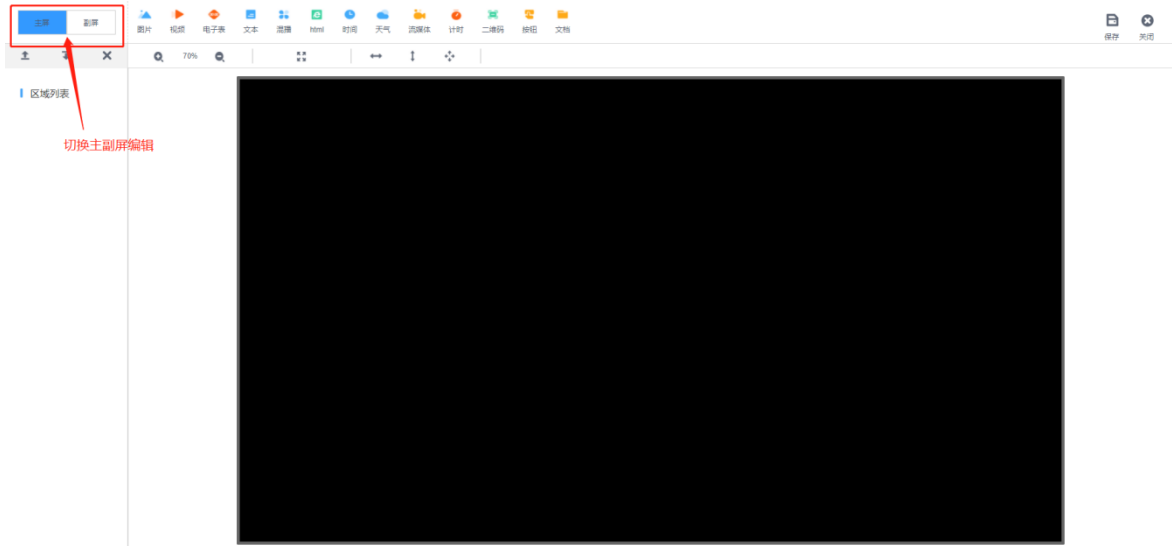 主屏 副屏
图片 视频 电子表 文本 混播 html 时间 天气 流媒体 计时 二维码 按钮 文档
保存 关闭
70%
区域列表
切换主副屏编辑